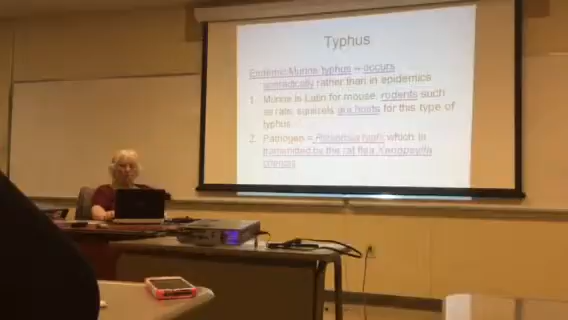 Typhus
Endemic Murine typhus – occurs
sporadically rather than in epidemics
1. Murine is Latin for mouse: rodents such
as rats, squirrels are hosts for this type of
typhus
2. Pathogen = Rickettsia typhi which is
transmitted by the rat flea Xenopsylla
cheopis